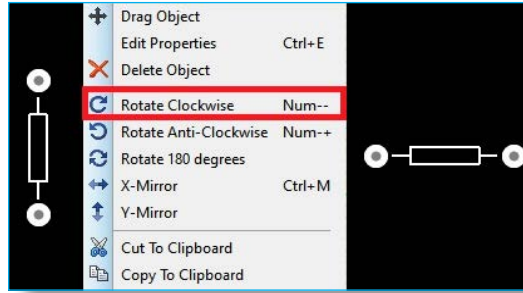 Drag Object
Edit Properties Ctrl+E
Delete Object
Rotate Clockwise Num--
Rotate Anti-Clockwise Num-+
Rotate 180 degrees
X-Mirror Ctrl+M
Y-Mirror
Cut To Clipboard
Copy To Clipboard